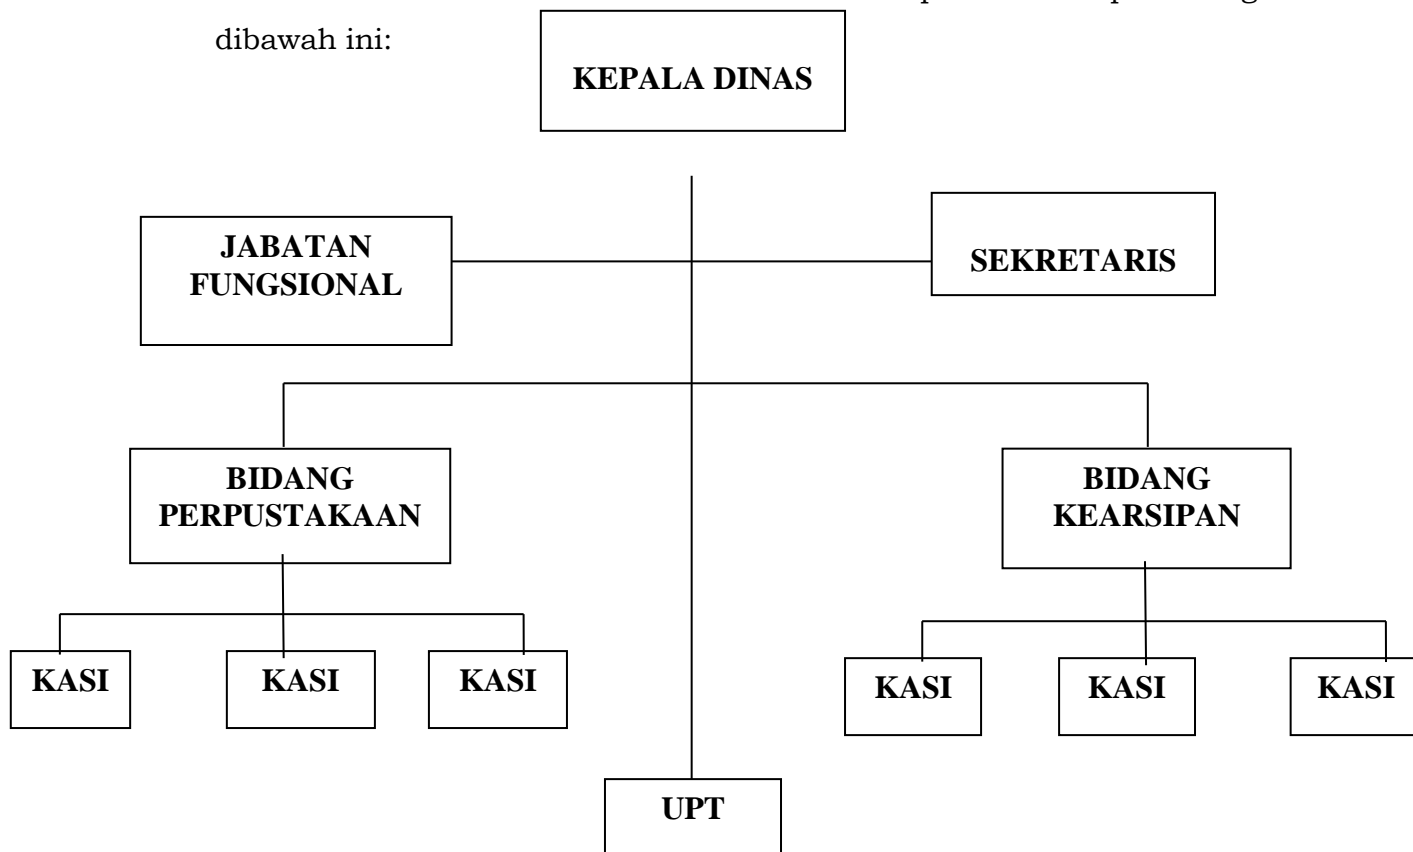 dibawah ini:
KEPALA DINAS
JABATAN
FUNGSIONAL
SEKRETARIS
BIDANG
PERPUSTAKAAN
BIDANG
KEARSIPAN
KASI
KASI
KASI
KASI
KASI
KASI
UPT